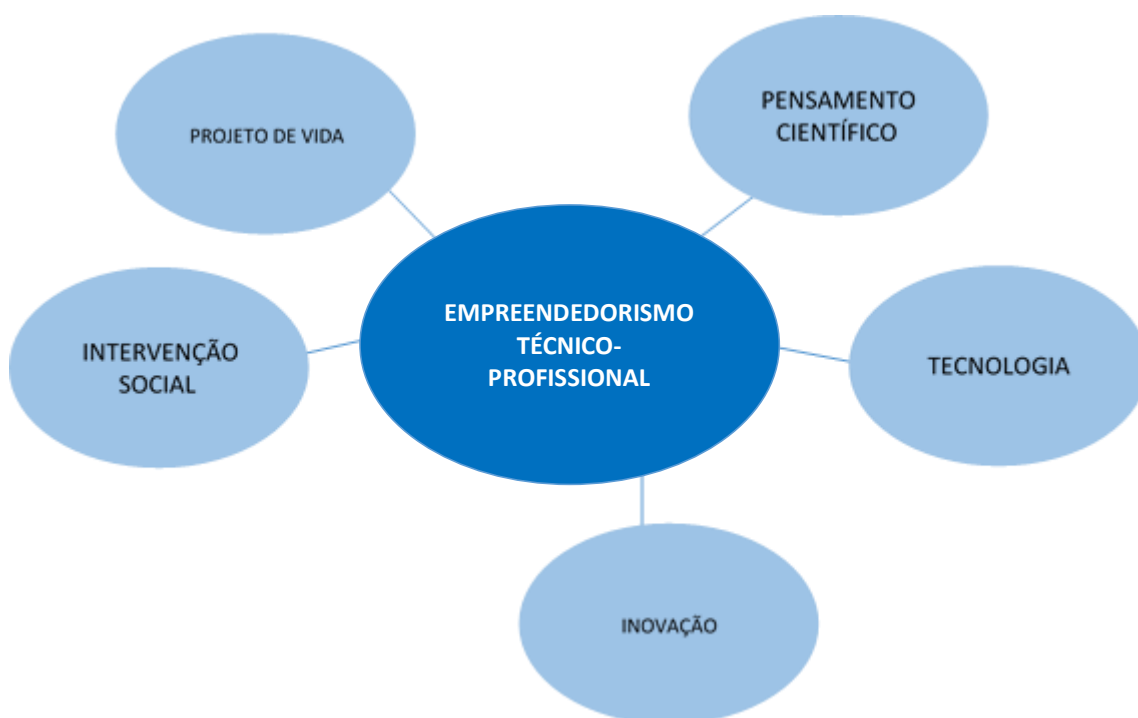 PROJETO DE VIDA
PENSAMENTO
CIENTÍFICO
EMPREENDEDORISMO
TÉCNICO-
PROFISSIONAL
INTERVENÇÃO
SOCIAL
TECNOLOGIA
INOVAÇÃO